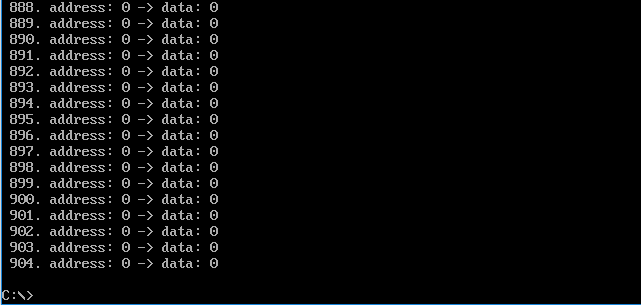 888. address: 0 -> data: 0
889. address: 0 -> data: 0
890. address: 0 -> data: 0
891. address: 0 -> data: 0
892. address: 0 -> data: 0
893. address: 0 -> data: 0
894. address: 0 -> data: 0
895. address: 0 -> data: 0
896. address: 0 -> data: 0
897. address: 0 -> data: 0
898. address: 0 -> data: 0
899. address: 0 -> data: 0
900. address: 0 -> data: 0
901. address: 0 -> data: 0
902. address: 0 -> data: 0
903. address: 0 -> data: 0
904. address: 0 -> data: 0
C:\>